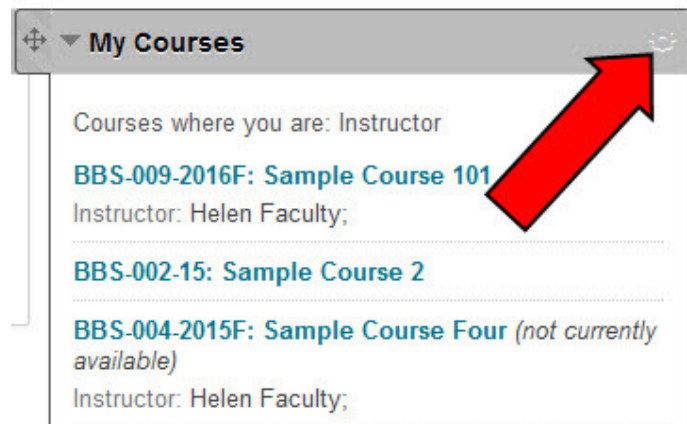 My Courses
Courses where you are: Instructor
BBS-009-2016F: Sample Course 101
Instructor: Helen Faculty;
BBS-002-15: Sample Course 2
BBS-004-2015F: Sample Course Four (not currently
available)
Instructor: Helen Faculty;